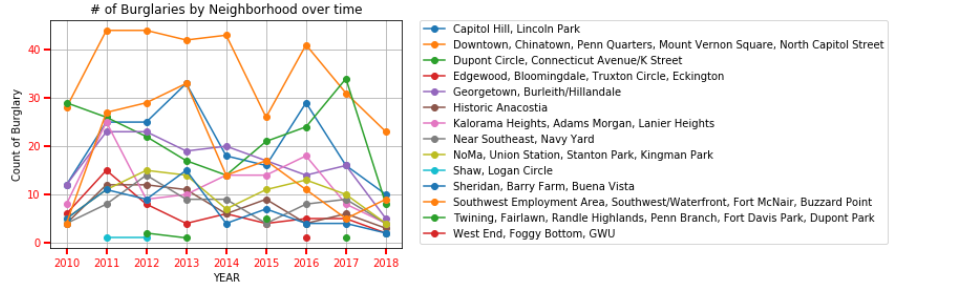 # of Burglaries by Neighborhood over time
Count of Burglary
40
30
20
10
0
2010 2011 2012 2013 2014 2015 2016 2017 2018
YEAR
Capitol Hill, Lincoln Park
Downtown, Chinatown, Penn Quarters, Mount Vernon Square, North Capitol Street
Dupont Circle, Connecticut Avenue/K Street
Edgewood, Bloomingdale, Truxton Circle, Eckington
Georgetown, Burleith/Hillandale
Historic Anacostia
Kalorama Heights, Adams Morgan, Lanier Heights
Near Southeast, Navy Yard
NoMa, Union Station, Stanton Park, Kingman Park
Shaw, Logan Circle
Sheridan, Barry Farm, Buena Vista
Southwest Employment Area, Southwest/Waterfront, Fort McNair, Buzzard Point
Twining, Fairlawn, Randle Highlands, Penn Branch, Fort Davis Park, Dupont Park
West End, Foggy Bottom, GWU